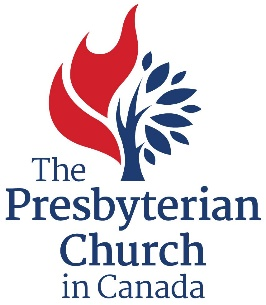 The
Presbyterian
Church
in Canada